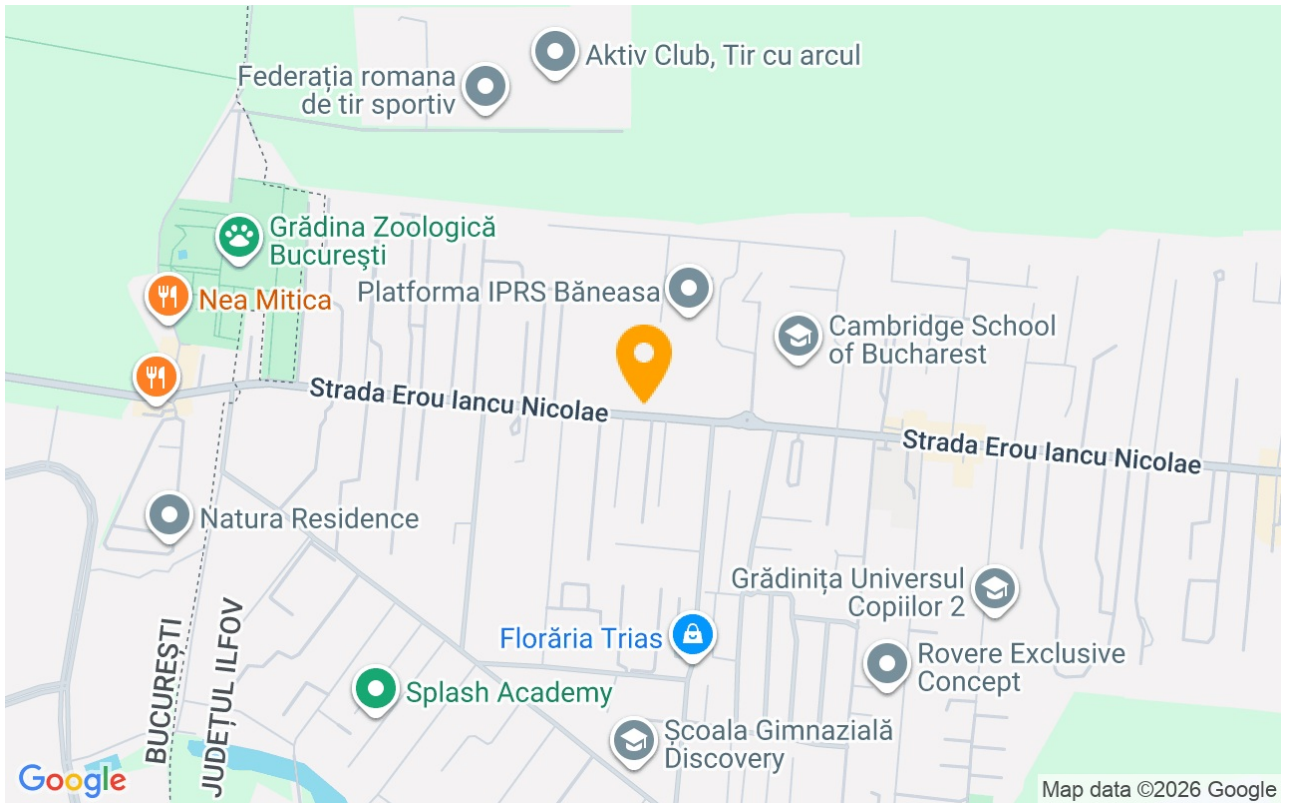 Aktiv Club, Tir cu arcul
Federația romana
de tir sportiv
Grădina Zoologică
București
Nea Mitica
Platforma IPRS Băneasa
Cambridge School
of Bucharest
Strada Erou Iancu Nicolae
Strada Erou Iancu Nicolae
Natura Residence
Grădinița Universul
Copiilor 2
Florăria Trias
Rovere Exclusive
Concept
BUCUREȘTI
JUDEȚUL ILFOV
Splash Academy
Școala Gimnazială
Discovery
Google
Map data ©2026 Google